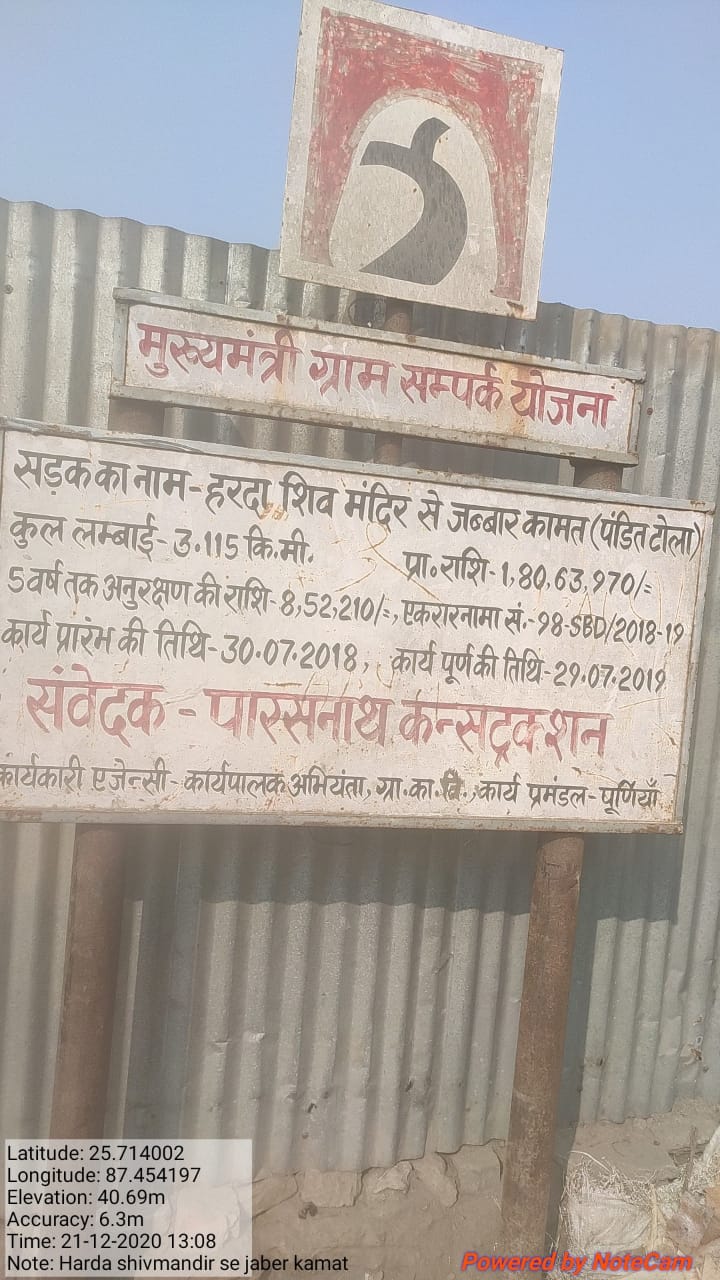 मुख्यमंत्री ग्राम सम्पर्क योजना
सड़क का नाम-हरदा शिव मंदिर से जब्बार कामत (पंडित टोला)
कुल लम्बाई- 3.115 कि.मी. प्रा. राशि-1,80,63,970/=
5 वर्ष तक अनुरक्षण की राशि-8,52,210/=, एकरारनामा सं.-98-SBD/2018-19
कार्य प्रारंभ की तिथि-30.07.2018, कार्य पूर्ण की तिथि-29.07.2019
संवेदक - पारसनाथ कन्सट्रक्शन
कार्यकारी एजेन्सी- कार्यपालक अभियंता, ग्रा.का.वि., कार्य प्रमंडल-पूर्णियाँ
Latitude: 25.714002
Longitude: 87.454197
Elevation: 40.69m
Accuracy: 6.3m
Time: 21-12-2020 13:08
Note: Harda shivmandir se jaber kamat
Powered by NoteCam